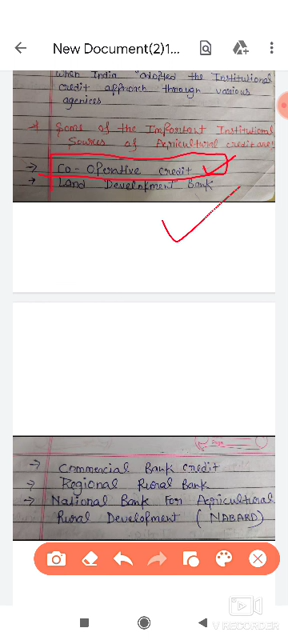 New Document(2)1...
when India adopted the Institutional
credit approach through various
agencies
Some of the Important Institutional
Sources of Agricultural credit are:
→ Co-operative credit
→ Land Development Bank
→ Commercial Bank credit
→ Regional Rural Bank
→ National Bank For Agricultural
Rural Development (NABARD)
V RECORDER